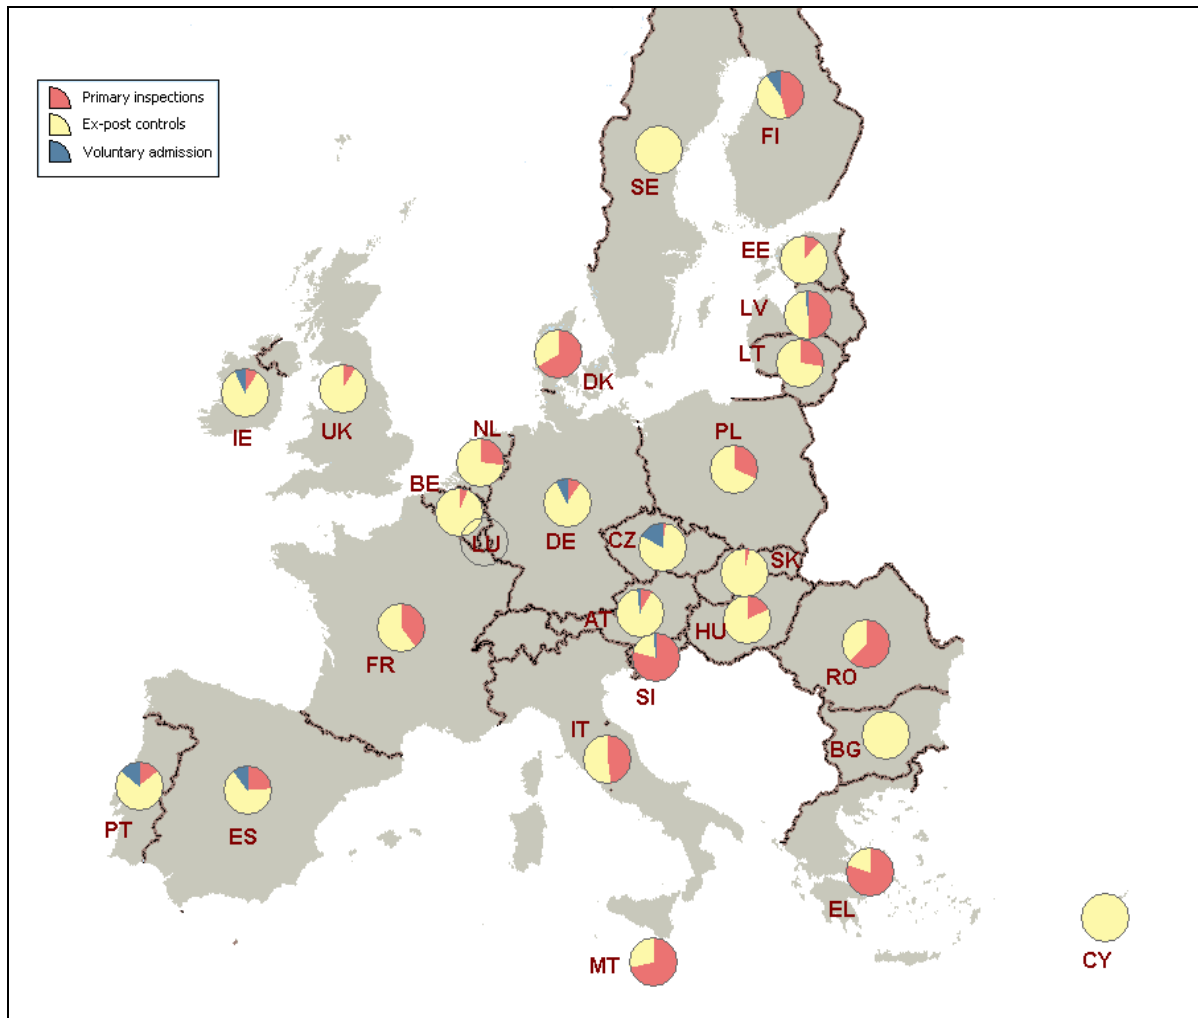 Primary inspections
Ex-post controls
Voluntary admission
FI
SE
EE
LV
LT
DK
IE
UK
NL
PL
BE
LU
DE
CZ
SK
AT
HU
FR
SI
RO
IT
BG
PT
ES
EL
MT
CY